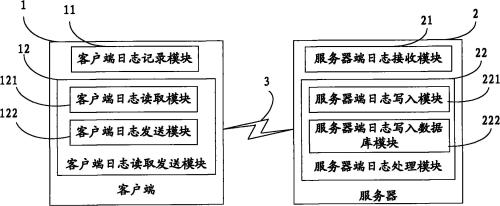 1
11
客户端日志记录模块
12
121
客户端日志读取模块
122
客户端日志发送模块
客户端日志读取发送模块
客户端
3
2
21
服务器端日志接收模块
22
221
服务器端日志写入模块
222
服务器端日志写入数据
库模块
服务器端日志处理模块
服务器